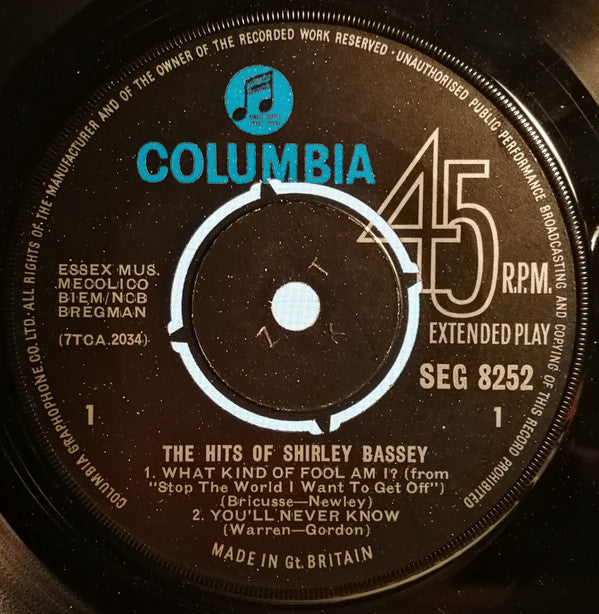 COLUMBIA GRAPHOPHONE CO. LTD.·ALL RIGHTS OF THE MANUFACTURER AND OF THE OWNER OF THE RECORDED WORK RESERVED·UNAUTHORISED PUBLIC PERFORMANCE BROADCASTING AND COPYING OF THIS RECORD PROHIBITED
COLUMBIA
45
R.P.M.
EXTENDED PLAY
SEG 8252
ESSEX MUS.
MECOLICO
BIEM/NCB
BREGMAN
(7TCA.2034)
Z T
X
1 1
THE HITS OF SHIRLEY BASSEY
1. WHAT KIND OF FOOL AM I? (from
"Stop The World I Want To Get Off")
(Bricusse—Newley)
2. YOU'LL NEVER KNOW
(Warren—Gordon)
MADE IN Gt. BRITAIN